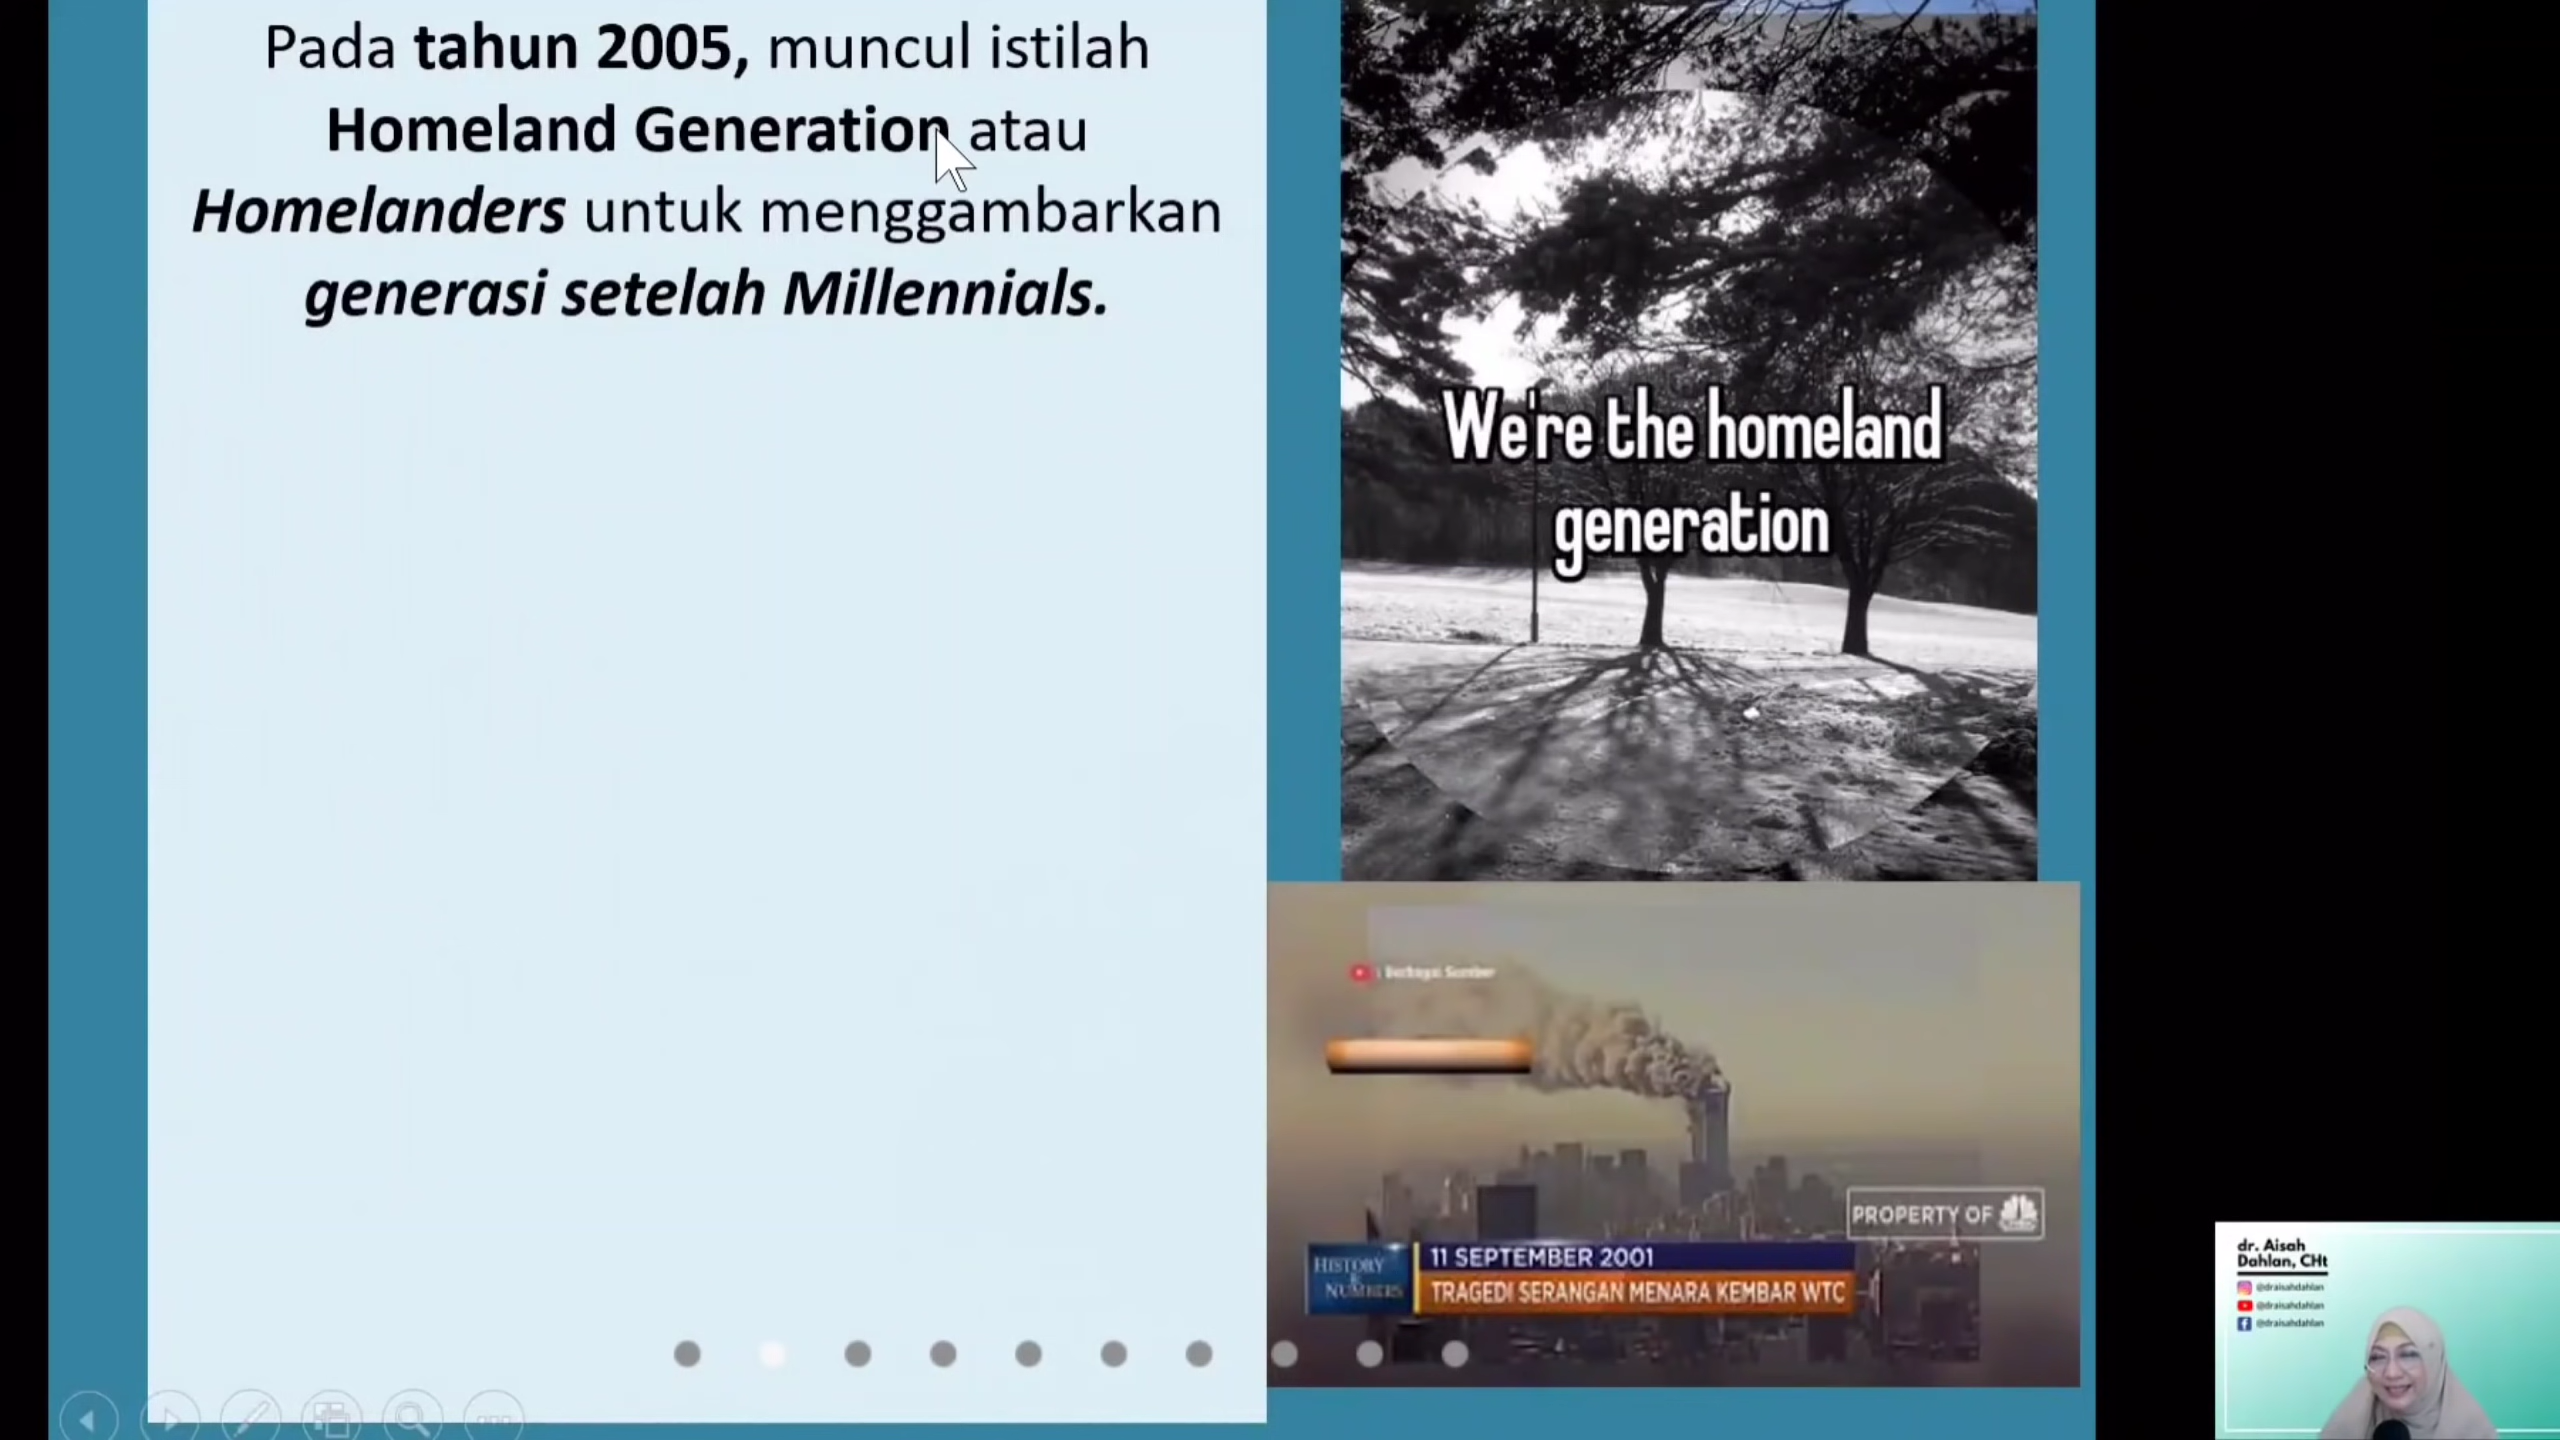 Pada tahun 2005, muncul istilah
Homeland Generation atau
Homelanders untuk menggambarkan
generasi setelah Millennials.
We're the homeland
generation
: Berbagai Sumber
PROPERTY OF
HISTORY
&
NUMBERS
11 SEPTEMBER 2001
TRAGEDI SERANGAN MENARA KEMBAR WTC
dr. Aisah
Dahlan, CHt
@draisahdahlan
@draisahdahlan
@draisahdahlan